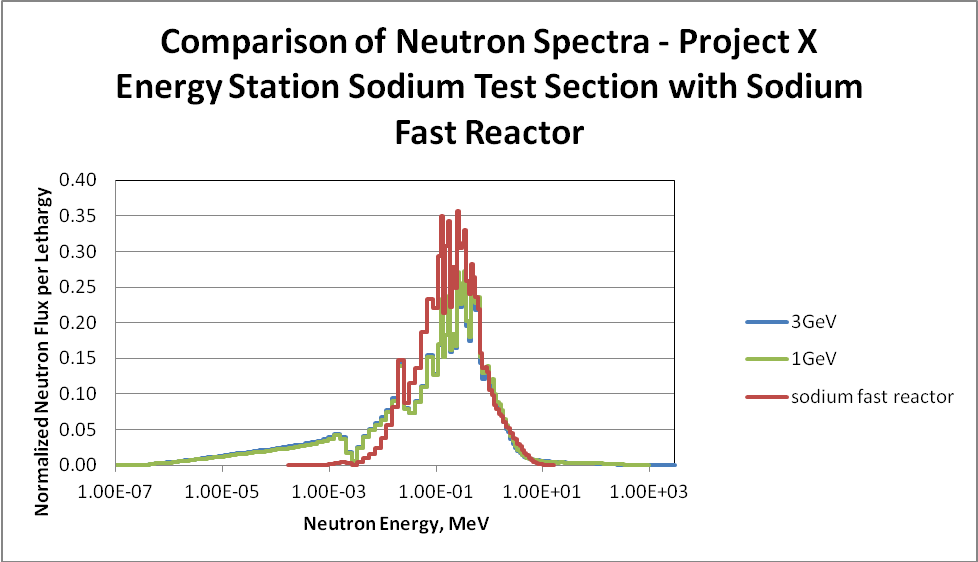 Comparison of Neutron Spectra - Project X
Energy Station Sodium Test Section with Sodium
Fast Reactor
Normalized Neutron Flux per Lethargy
0.40
0.35
0.30
0.25
0.20
0.15
0.10
0.05
0.00
1.00E-07
1.00E-05
1.00E-03
1.00E-01
1.00E+01
1.00E+03
Neutron Energy, MeV
3GeV
1GeV
sodium fast reactor